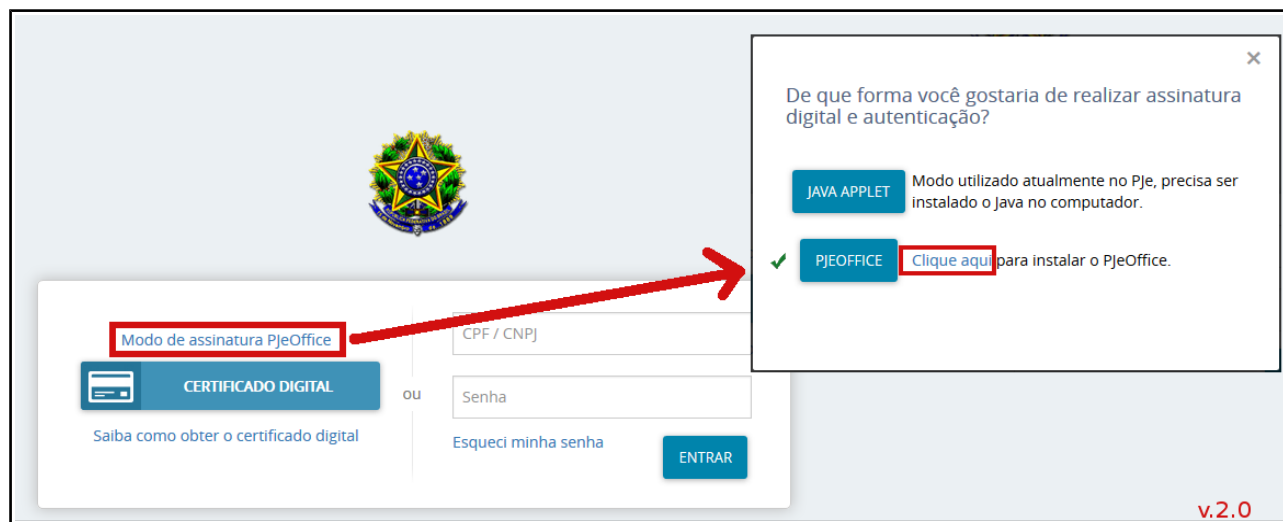 De que forma você gostaria de realizar assinatura
digital e autenticação?
JAVA APPLET
Modo utilizado atualmente no PJe, precisa ser
instalado o Java no computador.
PJEOFFICE
Clique aqui para instalar o PJeOffice.
Modo de assinatura PJeOffice
CERTIFICADO DIGITAL
Saiba como obter o certificado digital
ou
CPF / CNPJ
Senha
Esqueci minha senha
ENTRAR
v.2.0